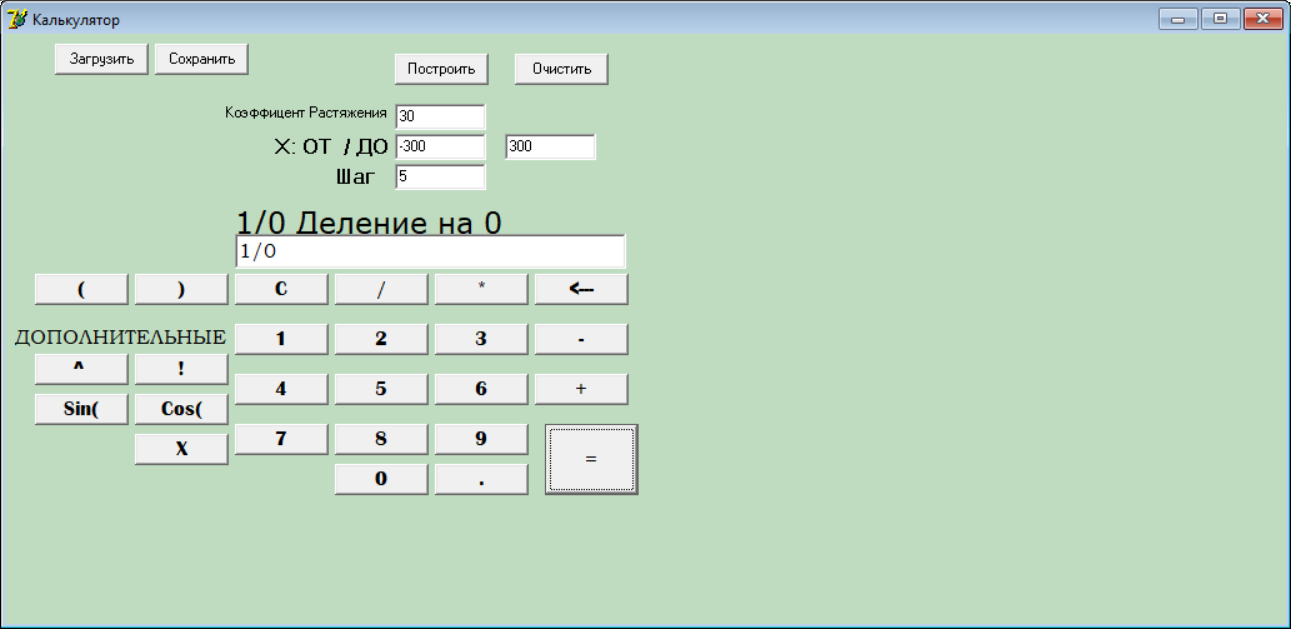 Калькулятор
Загрузить Сохранить
Построить Очистить
Коэффицент Растяжения 30
X: ОТ / ДО -300 300
Шаг 5
1/0 Деление на 0
1/0
( ) C / * <---
ДОПОЛНИТЕЛЬНЫЕ 1 2 3 -
^ !
4 5 6 +
Sin( Cos(
7 8 9 =
X
0 .